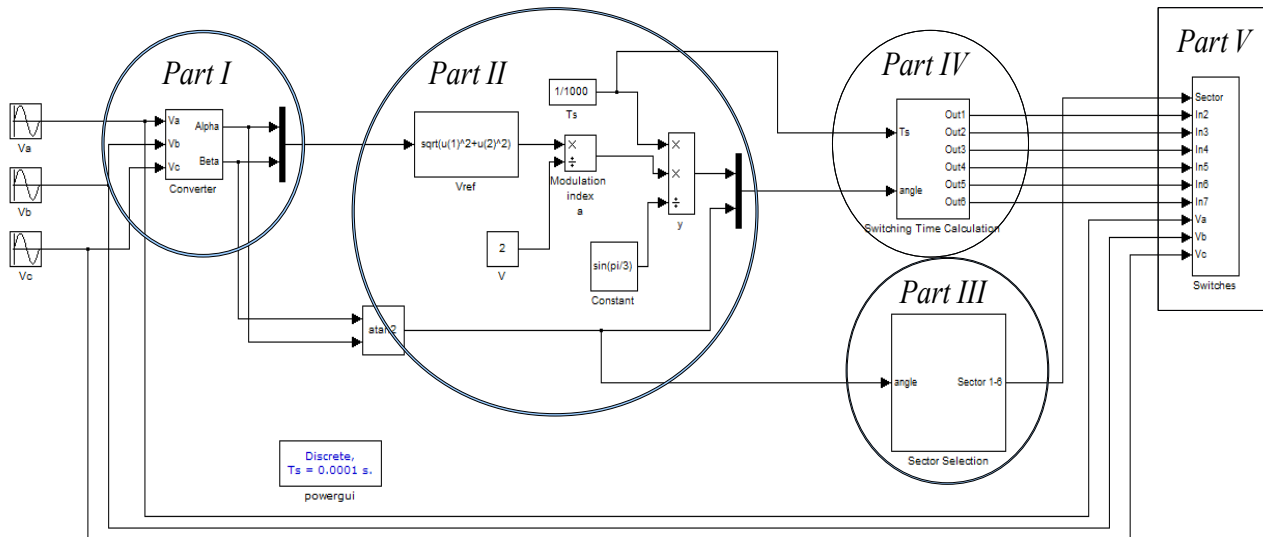 Part I
Va
Vb
Vc
Va
Vb
Vc
Alpha
Beta
Converter
Part II
sqrt(u(1)^2+u(2)^2)
Vref
1/1000
Ts
×
÷
Modulation
index
a
2
V
×
×
÷
y
sin(pi/3)
Constant
Part IV
Ts
angle
Out1
Out2
Out3
Out4
Out5
Out6
Switching Time Calculation
Part III
angle
Sector 1-6
Sector Selection
Part V
Sector
In2
In3
In4
In5
In6
In7
Va
Vb
Vc
Switches
Discrete,
Ts = 0.0001 s.
powergui